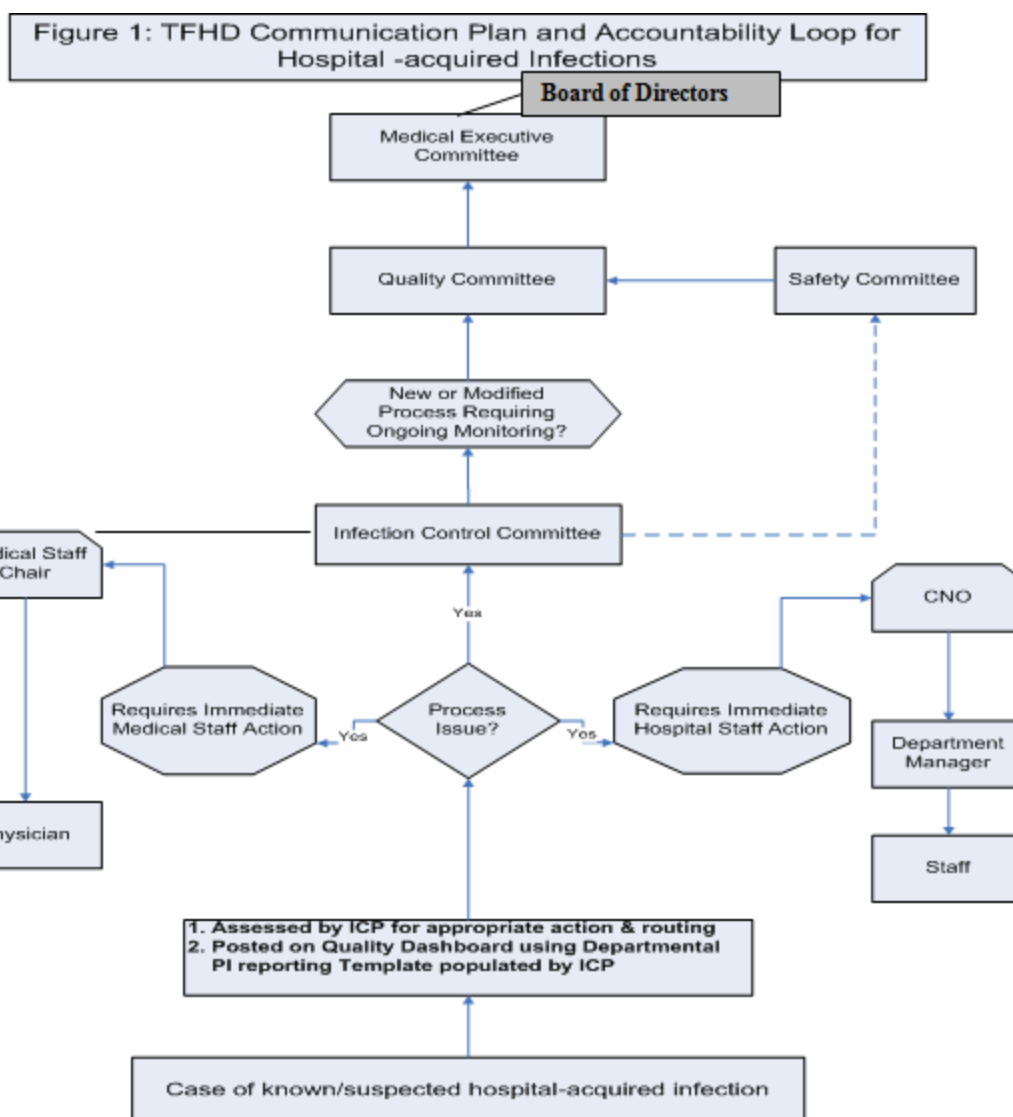 Figure 1: TFHD Communication Plan and Accountability Loop for
Hospital -acquired Infections
Board of Directors
Medical Executive
Committee
Quality Committee
Safety Committee
New or Modified
Process Requiring
Ongoing Monitoring?
Infection Control Committee
dical Staff
Chair
CNO
Yes
Requires Immediate
Medical Staff Action
Process
Issue?
Requires Immediate
Hospital Staff Action
Yes
Yes
Department
Manager
ysician
Staff
1. Assessed by ICP for appropriate action & routing
2. Posted on Quality Dashboard using Departmental
PI reporting Template populated by ICP
Case of known/suspected hospital-acquired infection